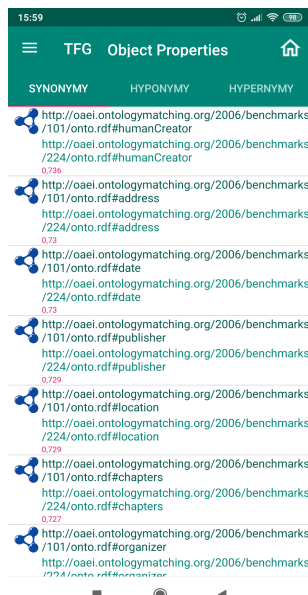 15:59
98
TFG Object Properties
SYNONYMY HYPONYMY HYPERNYMY
http://oaei.ontologymatching.org/2006/benchmarks
/101/onto.rdf#humanCreator
http://oaei.ontologymatching.org/2006/benchmarks
/224/onto.rdf#humanCreator
0,736
http://oaei.ontologymatching.org/2006/benchmarks
/101/onto.rdf#address
http://oaei.ontologymatching.org/2006/benchmarks
/224/onto.rdf#address
0,73
http://oaei.ontologymatching.org/2006/benchmarks
/101/onto.rdf#date
http://oaei.ontologymatching.org/2006/benchmarks
/224/onto.rdf#date
0,73
http://oaei.ontologymatching.org/2006/benchmarks
/101/onto.rdf#publisher
http://oaei.ontologymatching.org/2006/benchmarks
/224/onto.rdf#publisher
0,729
http://oaei.ontologymatching.org/2006/benchmarks
/101/onto.rdf#location
http://oaei.ontologymatching.org/2006/benchmarks
/224/onto.rdf#location
0,729
http://oaei.ontologymatching.org/2006/benchmarks
/101/onto.rdf#chapters
http://oaei.ontologymatching.org/2006/benchmarks
/224/onto.rdf#chapters
0,727
http://oaei.ontologymatching.org/2006/benchmarks
/101/onto.rdf#organizer
http://oaei.ontologymatching.org/2006/benchmarks
/224/onto.rdf#organizer